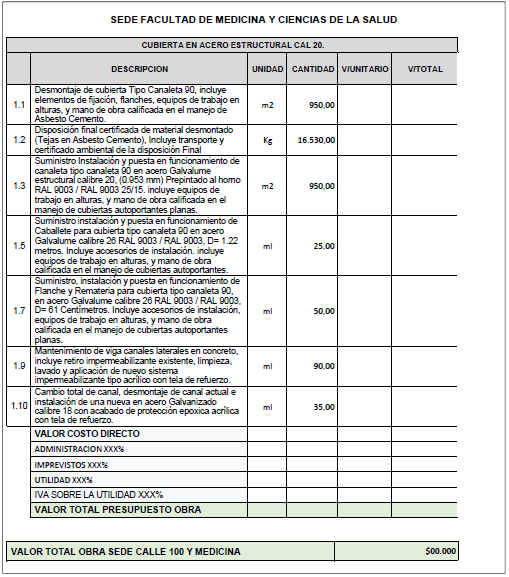 SEDE FACULTAD DE MEDICINA Y CIENCIAS DE LA SALUD
CUBIERTA EN ACERO ESTRUCTURAL CAL 20.
DESCRIPCION UNIDAD CANTIDAD V/UNITARIO V/TOTAL
1.1 Desmontaje de cubierta Tipo Canaleta 90, incluye
elementos de fijación, flanches, equipos de trabajo en
alturas, y mano de obra calificada en el manejo de
Asbesto Cemento.
m2 950,00
1.2 Disposición final certificada de material desmontado
(Tejas en Asbesto Cemento), Incluye transporte y
certificado ambiental de la disposición Final
Kg 16.530,00
1.3 Suministro Instalación y puesta en funcionamiento de
canaleta tipo canaleta 90 en acero Galvalume
estructural calibre 20, (0.953 mm) Prepintado al horno
RAL 9003 / RAL 9003 25/15. incluye equipos de
trabajo en alturas, y mano de obra calificada en el
manejo de cubiertas autoportantes planas.
m2 950,00
1.5 Suministro instalación y puesta en funcionamiento de
Caballete para cubierta tipo canaleta 90 en acero
Galvalume calibre 26 RAL 9003 / RAL 9003, D= 1.22
metros. Incluye accesorios de instalación. incluye
equipos de trabajo en alturas, y mano de obra
calificada en el manejo de cubiertas autoportantes.
ml 25,00
1.7 Suministro, instalación y puesta en funcionamiento de
Flanche y Remateria para cubierta tipo canaleta 90,
en acero Galvalume calibre 26 RAL 9003 / RAL 9003,
D= 61 Centímetros. Incluye accesorios de instalación,
equipos de trabajo en alturas, y mano de obra
calificada en el manejo de cubiertas autoportantes
planas.
ml 50,00
1.9 Mantenimiento de viga canales laterales en concreto,
incluye retiro impermeabilizante existente, limpieza,
lavado y aplicación de nuevo sistema
impermeabilizante tipo acrílico con tela de refuerzo.
ml 90,00
1.10 Cambio total de canal, desmontaje de canal actual e
instalación de una nueva en acero Galvanizado
calibre 18 con acabado de protección epoxica acrílica
con tela de refuerzo.
ml 35,00
VALOR COSTO DIRECTO
ADMINISTRACION XXX%
IMPREVISTOS XXX%
UTILIDAD XXX%
IVA SOBRE LA UTILIDAD XXX%
VALOR TOTAL PRESUPUESTO OBRA
VALOR TOTAL OBRA SEDE CALLE 100 Y MEDICINA $00.000